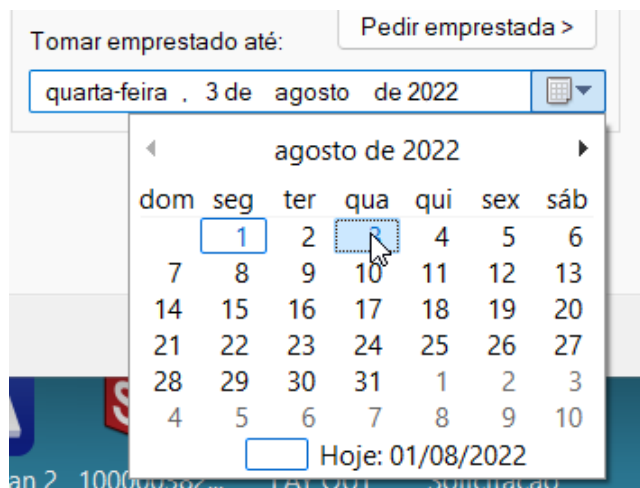 Pedir emprestada >
Tomar emprestado até:
quarta-feira , 3 de agosto de 2022
agosto de 2022
dom seg ter qua qui sex sáb
1 2 3 4 5 6
7 8 9 10 11 12 13
14 15 16 17 18 19 20
21 22 23 24 25 26 27
28 29 30 31 1 2 3
4 5 6 7 8 9 10
Hoje: 01/08/2022